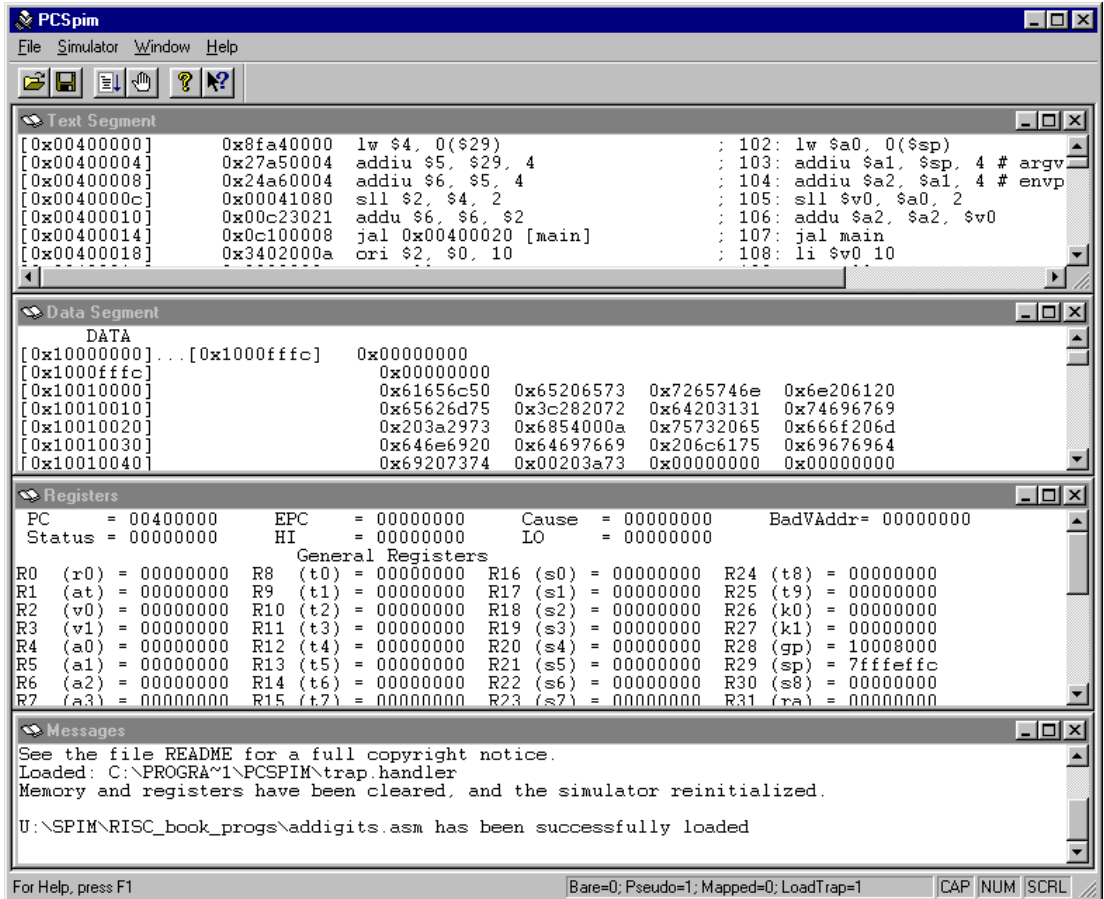 PCSpim
File Simulator Window Help
Text Segment
[0x00400000] 0x8fa40000 lw $4, 0($29) ; 102: lw $a0, 0($sp)
[0x00400004] 0x27a50004 addiu $5, $29, 4 ; 103: addiu $a1, $sp, 4 # argv
[0x00400008] 0x24a60004 addiu $6, $5, 4 ; 104: addiu $a2, $a1, 4 # envp
[0x0040000c] 0x00041080 sll $2, $4, 2 ; 105: sll $v0, $a0, 2
[0x00400010] 0x00c23021 addu $6, $6, $2 ; 106: addu $a2, $a2, $v0
[0x00400014] 0x0c100008 jal 0x00400020 [main] ; 107: jal main
[0x00400018] 0x3402000a ori $2, $0, 10 ; 108: li $v0 10
Data Segment
DATA
[0x10000000]...[0x1000fffc] 0x00000000
[0x1000fffc] 0x00000000
[0x10010000] 0x61656c50 0x65206573 0x7265746e 0x6e206120
[0x10010010] 0x65626d75 0x3c282072 0x64203131 0x74696769
[0x10010020] 0x203a2973 0x6854000a 0x75732065 0x666f206d
[0x10010030] 0x646e6920 0x64697669 0x206c6175 0x69676964
[0x10010040] 0x69207374 0x00203a73 0x00000000 0x00000000
Registers
PC = 00400000 EPC = 00000000 Cause = 00000000 BadVAddr= 00000000
Status = 00000000 HI = 00000000 LO = 00000000
General Registers
R0 (r0) = 00000000 R8 (t0) = 00000000 R16 (s0) = 00000000 R24 (t8) = 00000000
R1 (at) = 00000000 R9 (t1) = 00000000 R17 (s1) = 00000000 R25 (t9) = 00000000
R2 (v0) = 00000000 R10 (t2) = 00000000 R18 (s2) = 00000000 R26 (k0) = 00000000
R3 (v1) = 00000000 R11 (t3) = 00000000 R19 (s3) = 00000000 R27 (k1) = 00000000
R4 (a0) = 00000000 R12 (t4) = 00000000 R20 (s4) = 00000000 R28 (gp) = 10008000
R5 (a1) = 00000000 R13 (t5) = 00000000 R21 (s5) = 00000000 R29 (sp) = 7fffeffc
R6 (a2) = 00000000 R14 (t6) = 00000000 R22 (s6) = 00000000 R30 (s8) = 00000000
R7 (a3) = 00000000 R15 (t7) = 00000000 R23 (s7) = 00000000 R31 (ra) = 00000000
Messages
See the file README for a full copyright notice.
Loaded: C:\PROGRA~1\PCSPIM\trap.handler
Memory and registers have been cleared, and the simulator reinitialized.
U:\SPIM\RISC_book_progs\addigits.asm has been successfully loaded
For Help, press F1 Bare=0; Pseudo=1; Mapped=0; LoadTrap=1 CAP NUM SCRL